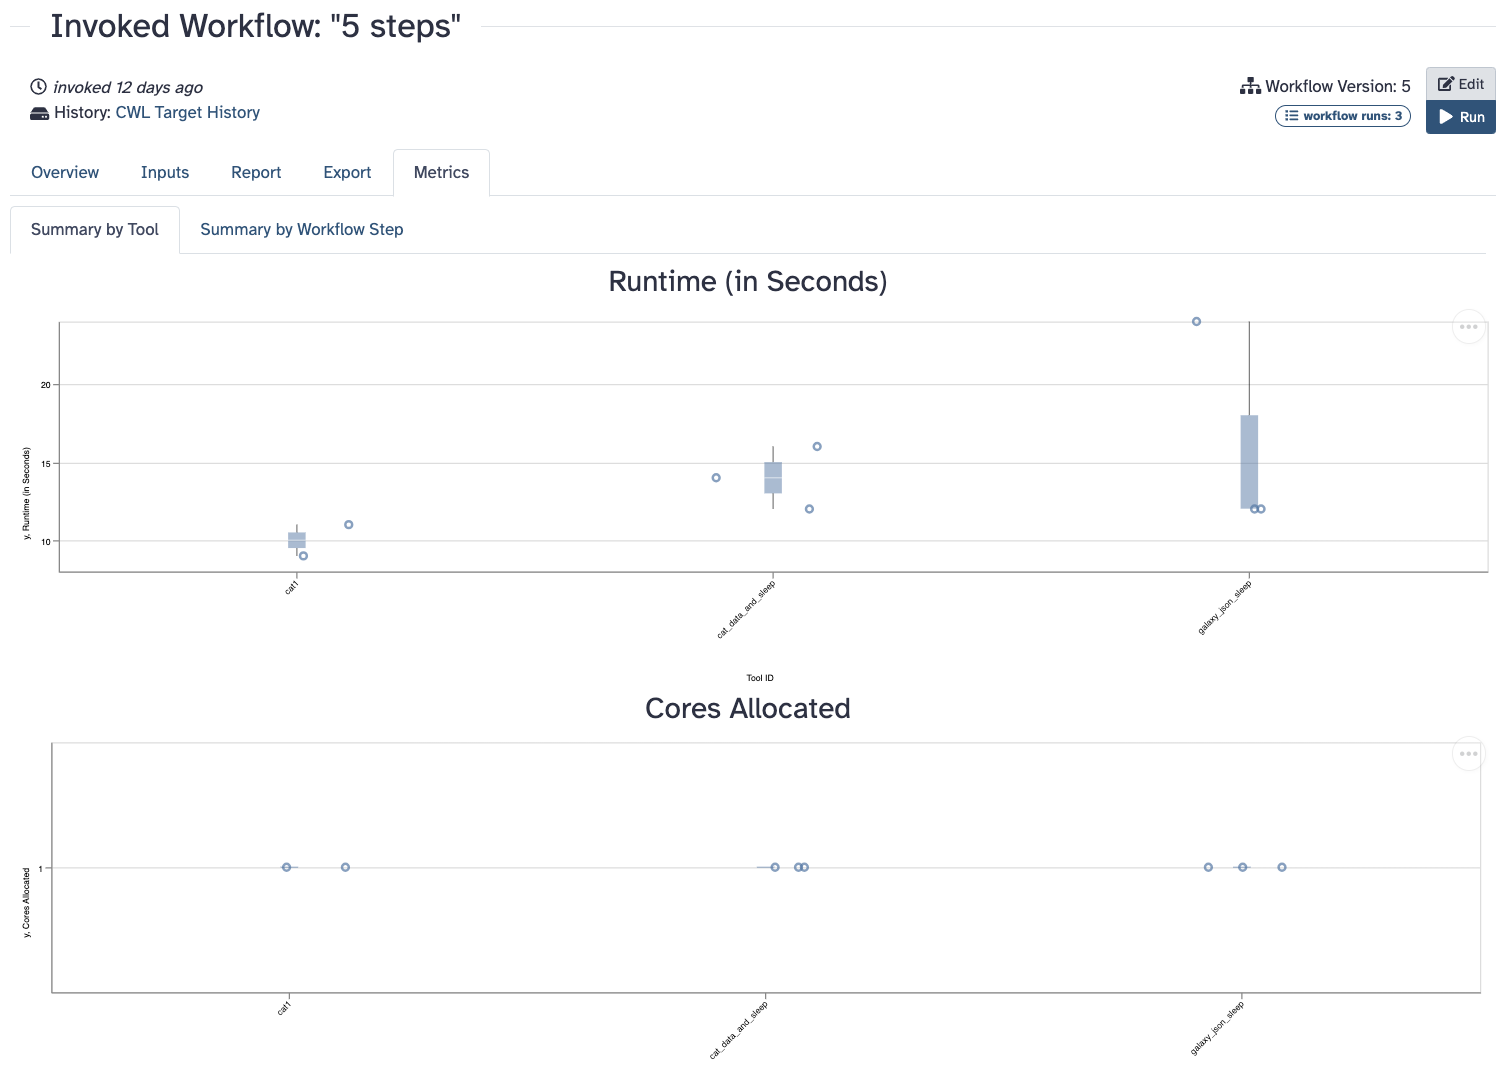 Invoked Workflow: "5 steps"
invoked 12 days ago
History: CWL Target History
Workflow Version: 5
workflow runs: 3
Edit
Run
Overview
Inputs
Report
Export
Metrics
Summary by Tool
Summary by Workflow Step
Runtime (in Seconds)
y, Runtime (in Seconds)
20
15
10
cat1
cat_data_and_sleep
galaxy_json_sleep
Tool ID
Cores Allocated
y, Cores Allocated
1
cat1
cat_data_and_sleep
galaxy_json_sleep